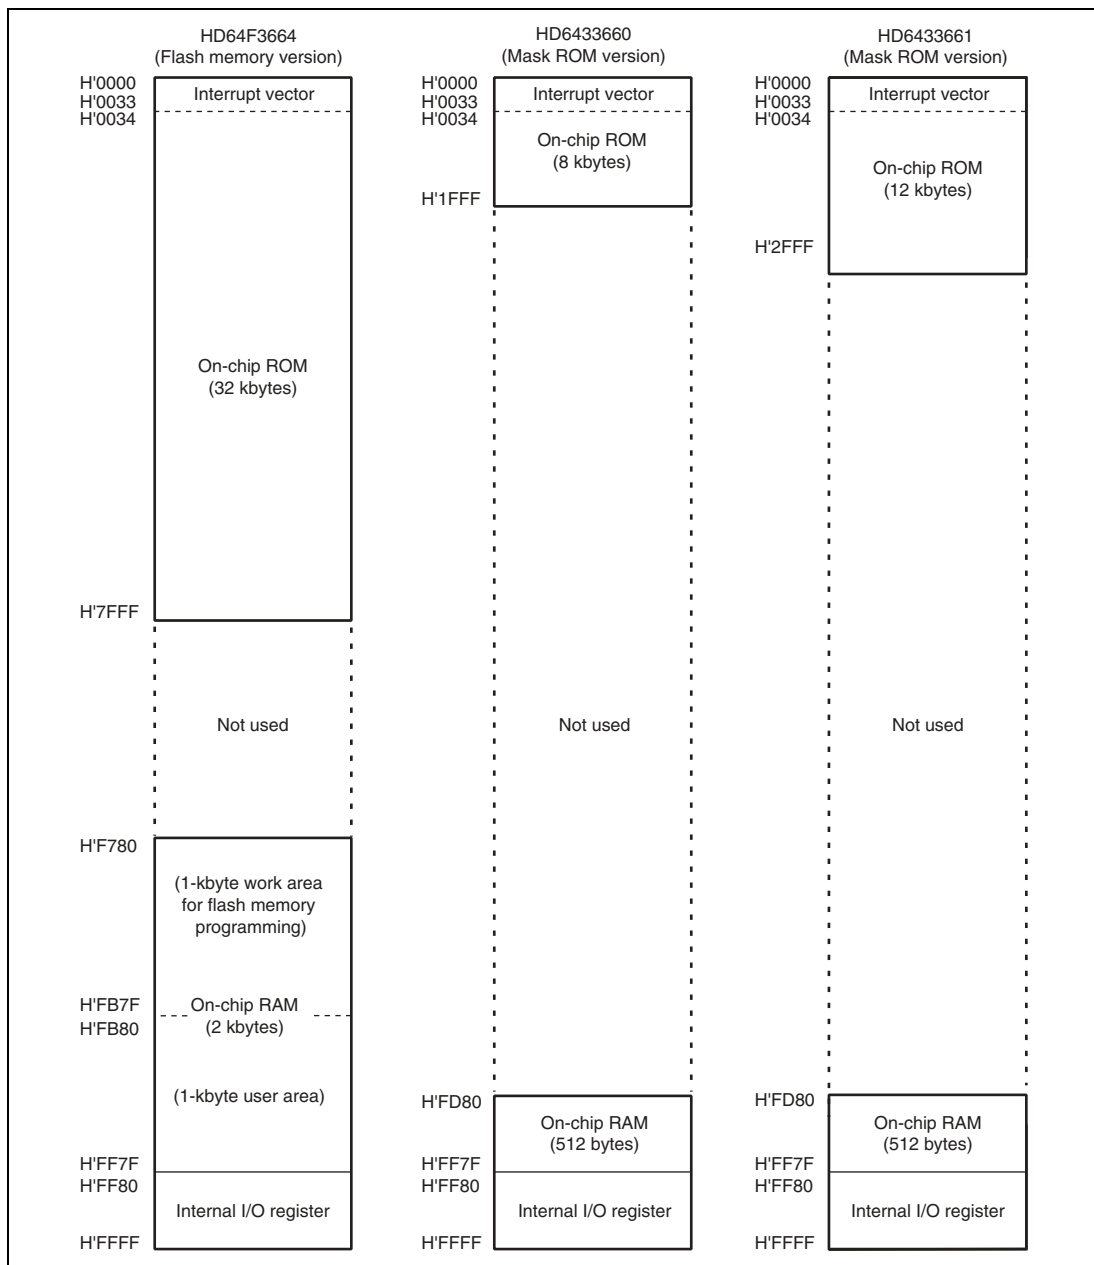 HD64F3664
(Flash memory version)
H'0000
H'0033
H'0034
Interrupt vector
On-chip ROM
(32 kbytes)
H'7FFF
Not used
H'F780
(1-kbyte work area
for flash memory
programming)
H'FB7F
H'FB80
On-chip RAM
(2 kbytes)
(1-kbyte user area)
H'FF7F
H'FF80
Internal I/O register
H'FFFF
HD6433660
(Mask ROM version)
H'0000
H'0033
H'0034
Interrupt vector
On-chip ROM
(8 kbytes)
H'1FFF
Not used
H'FD80
On-chip RAM
(512 bytes)
H'FF7F
H'FF80
Internal I/O register
H'FFFF
HD6433661
(Mask ROM version)
H'0000
H'0033
H'0034
Interrupt vector
On-chip ROM
(12 kbytes)
H'2FFF
Not used
H'FD80
On-chip RAM
(512 bytes)
H'FF7F
H'FF80
Internal I/O register
H'FFFF